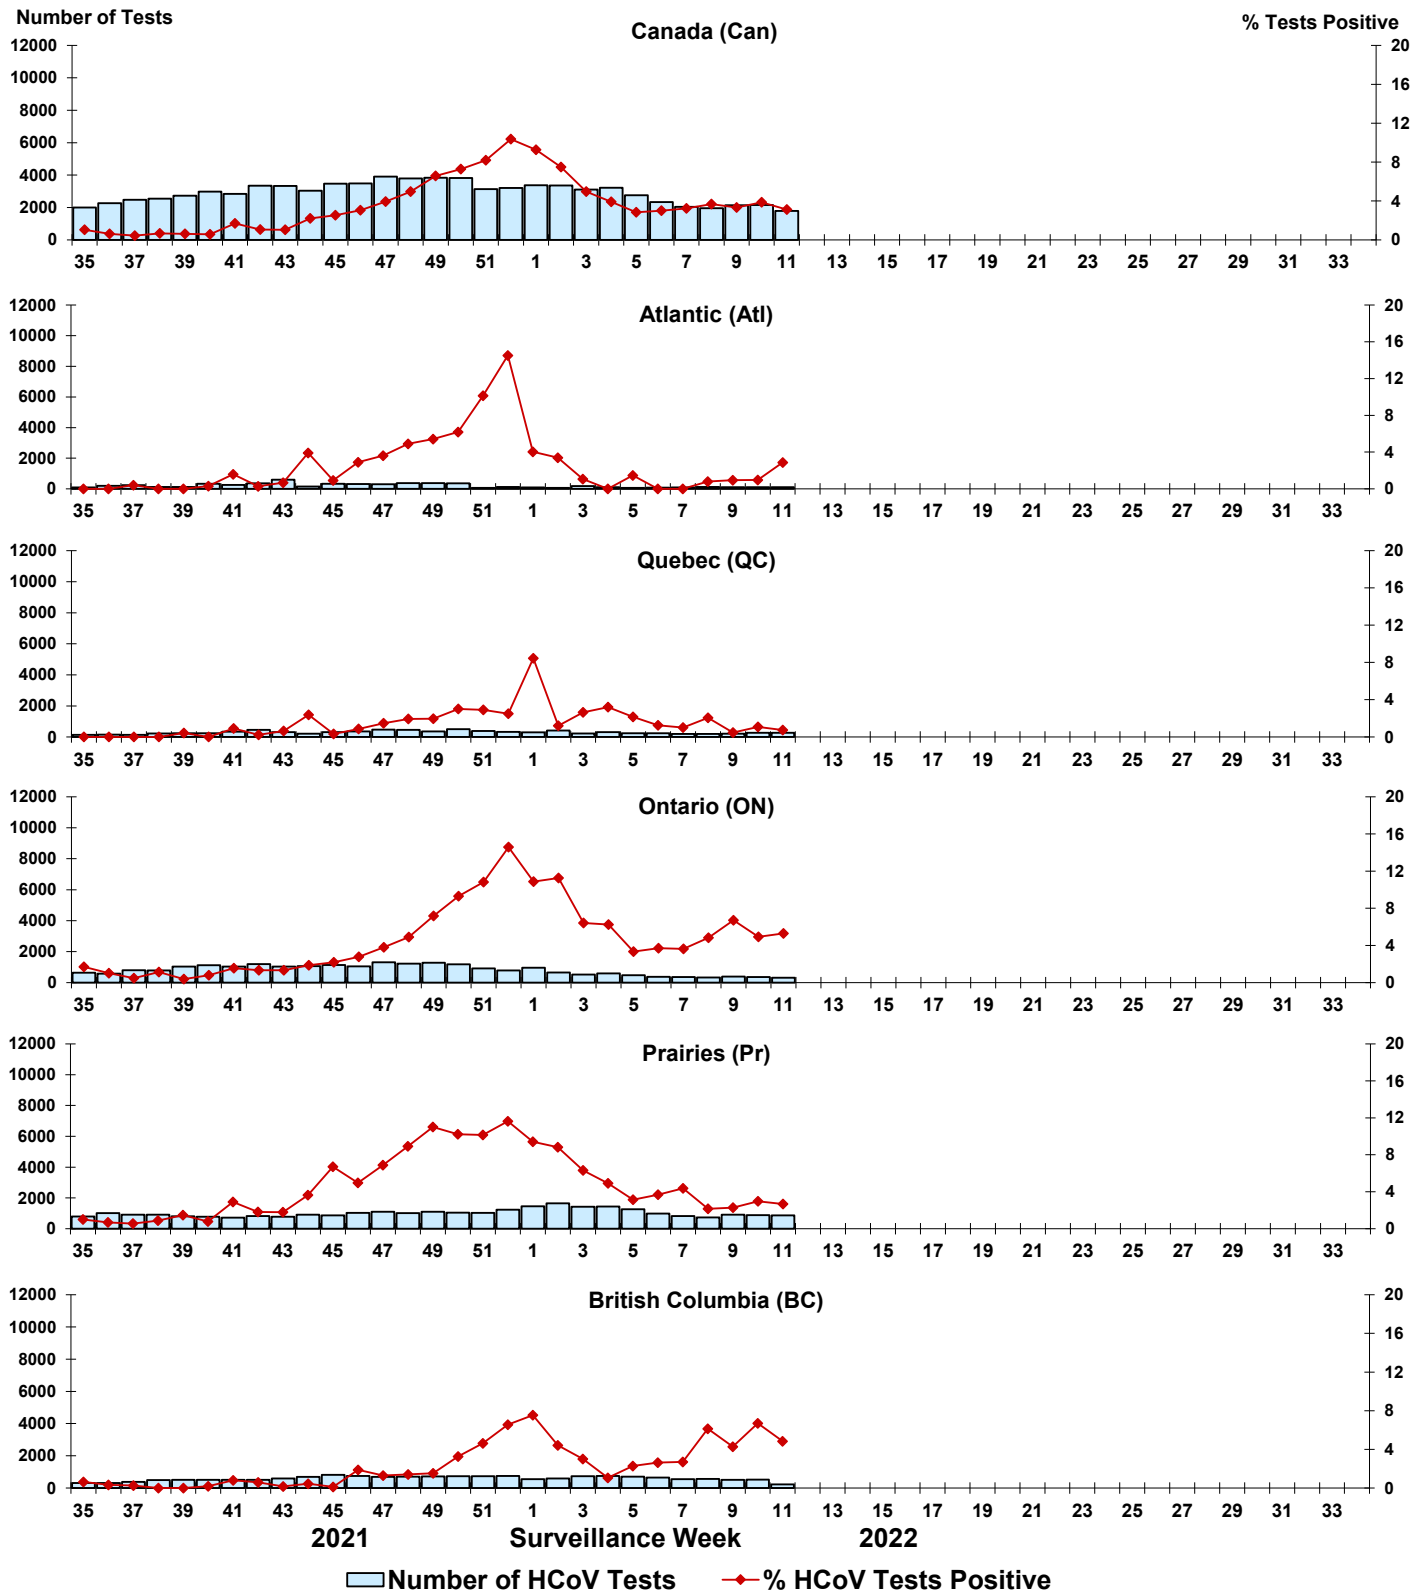 Number of Tests
Canada (Can)
% Tests Positive
12000 20
10000 16
8000 12
6000 8
4000 4
2000 0
0
35 37 39 41 43 45 47 49 51 1 3 5 7 9 11 13 15 17 19 21 23 25 27 29 31 33
Atlantic (Atl)
12000 20
10000 16
8000 12
6000 8
4000 4
2000 0
0
35 37 39 41 43 45 47 49 51 1 3 5 7 9 11 13 15 17 19 21 23 25 27 29 31 33
Quebec (QC)
12000 20
10000 16
8000 12
6000 8
4000 4
2000 0
0
35 37 39 41 43 45 47 49 51 1 3 5 7 9 11 13 15 17 19 21 23 25 27 29 31 33
Ontario (ON)
12000 20
10000 16
8000 12
6000 8
4000 4
2000 0
0
35 37 39 41 43 45 47 49 51 1 3 5 7 9 11 13 15 17 19 21 23 25 27 29 31 33
Prairies (Pr)
12000 20
10000 16
8000 12
6000 8
4000 4
2000 0
0
35 37 39 41 43 45 47 49 51 1 3 5 7 9 11 13 15 17 19 21 23 25 27 29 31 33
British Columbia (BC)
12000 20
10000 16
8000 12
6000 8
4000 4
2000 0
0
35 37 39 41 43 45 47 49 51 1 3 5 7 9 11 13 15 17 19 21 23 25 27 29 31 33
2021 Surveillance Week 2022
Number of HCoV Tests % HCoV Tests Positive